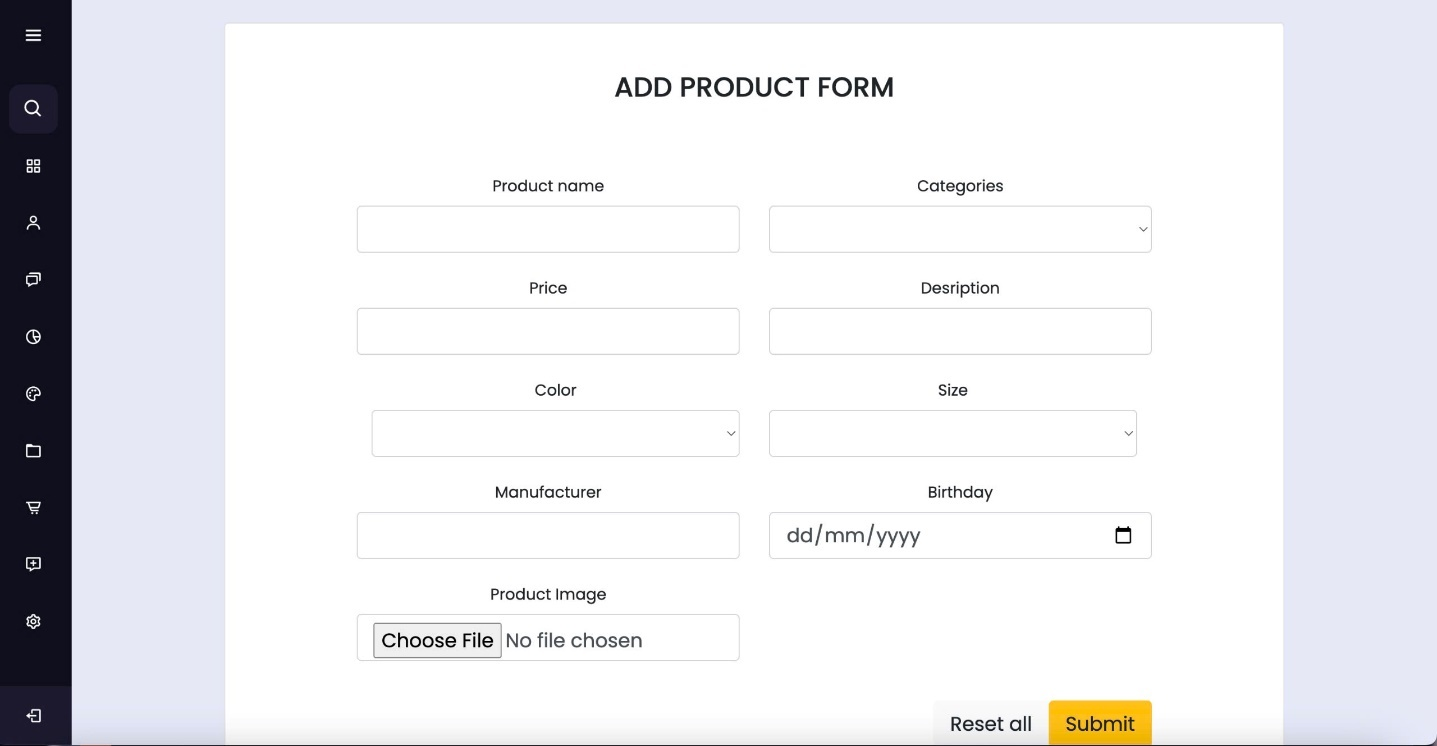 ADD PRODUCT FORM
Product name
Categories
Price
Desription
Color
Size
Manufacturer
Birthday
dd/mm/yyyy
Product Image
Choose File No file chosen
Reset all
Submit